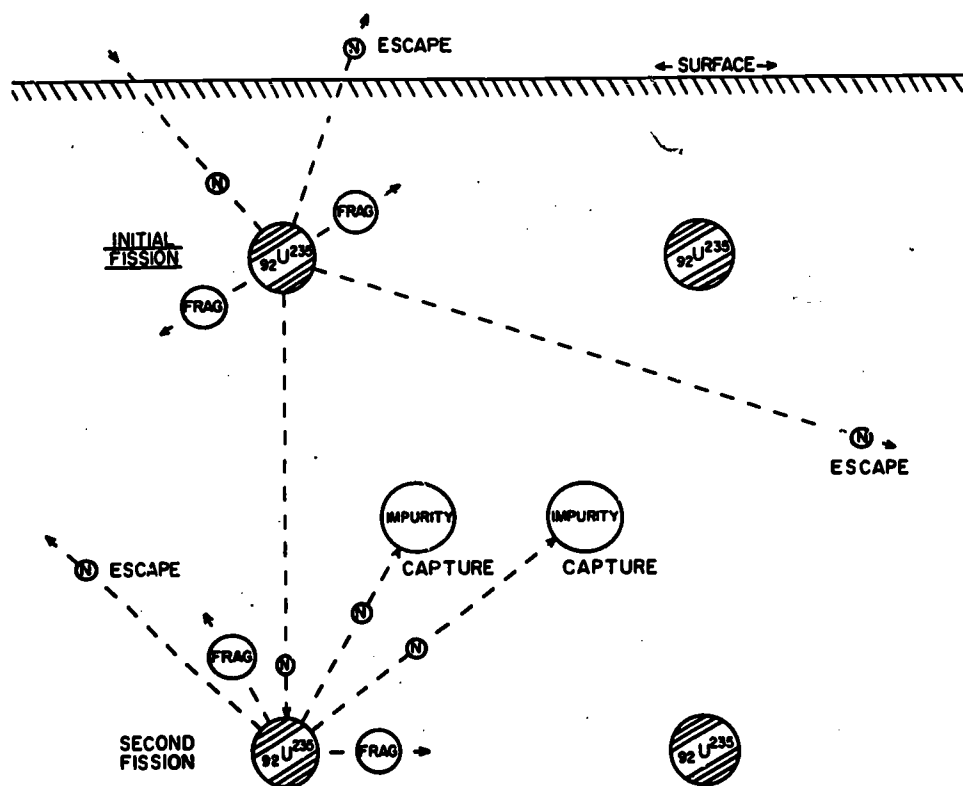 N ESCAPE
← SURFACE →
N
FRAG
INITIAL
FISSION
92U235
92U235
FRAG
N
ESCAPE
IMPURITY
IMPURITY
CAPTURE
CAPTURE
N ESCAPE
N
N
FRAG
N
SECOND
FISSION
92U235
FRAG
92U235